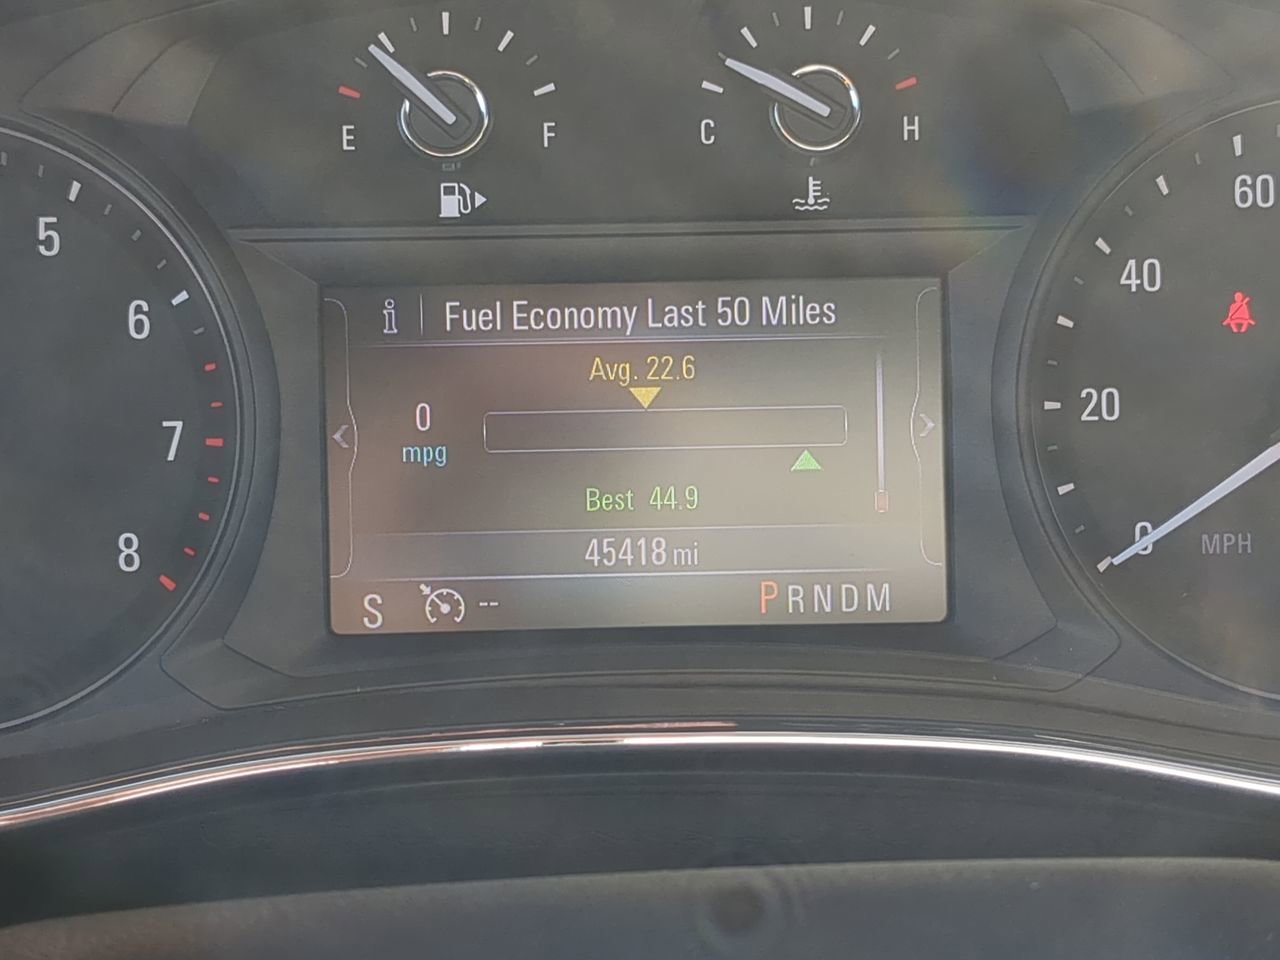 E F
C H
5
6
7
8
60
40
20
0
MPH
i Fuel Economy Last 50 Miles
Avg. 22.6
0
mpg
Best 44.9
45418 mi
S -- PRNDM